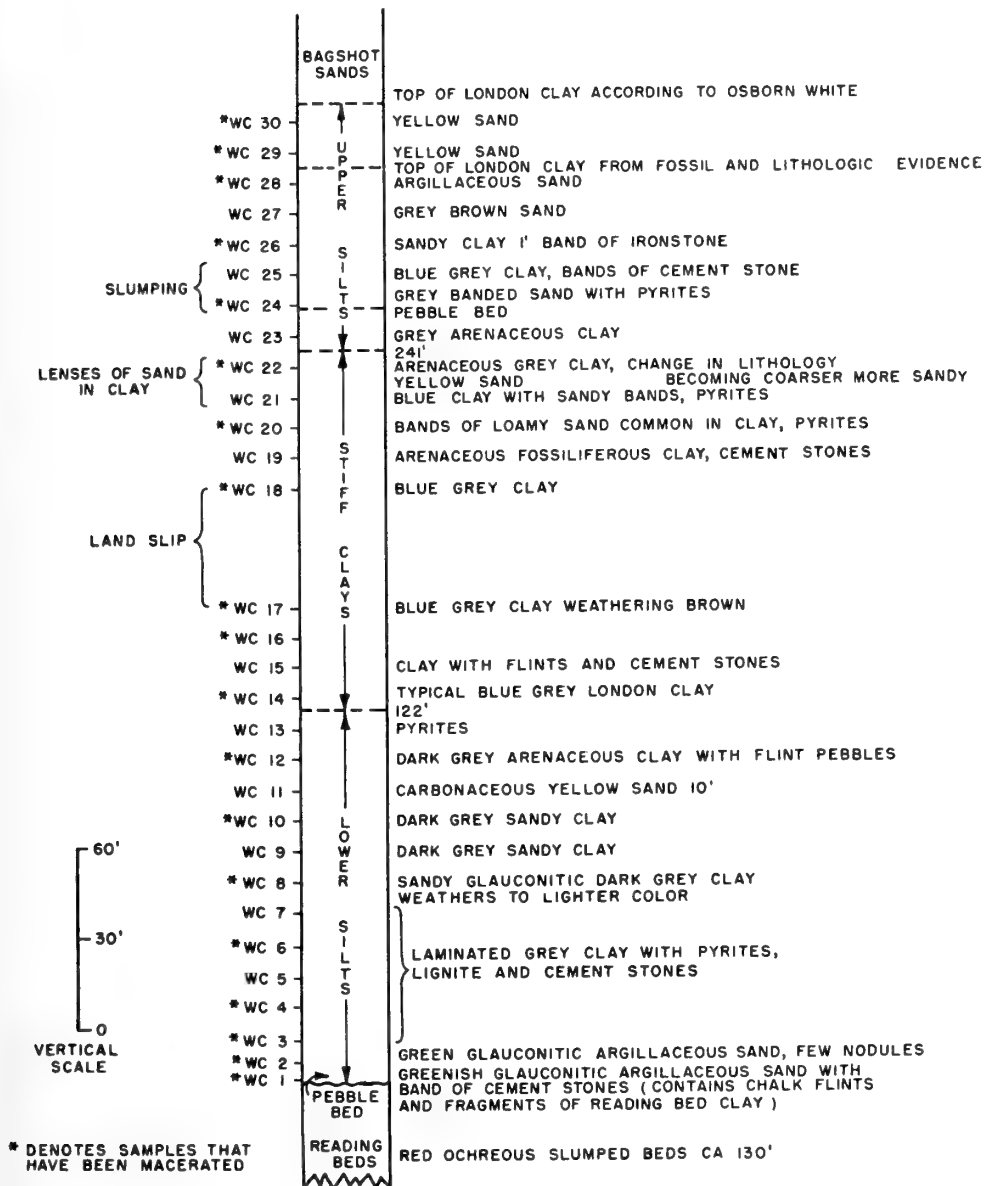 BAGSHOT
SANDS
TOP OF LONDON CLAY ACCORDING TO OSBORN WHITE
*WC 30 YELLOW SAND
*WC 29 YELLOW SAND
TOP OF LONDON CLAY FROM FOSSIL AND LITHOLOGIC EVIDENCE
*WC 28 ARGILLACEOUS SAND
WC 27 GREY BROWN SAND
*WC 26 SANDY CLAY 1' BAND OF IRONSTONE
UPPER SILTS
SLUMPING
WC 25 BLUE GREY CLAY, BANDS OF CEMENT STONE
*WC 24 GREY BANDED SAND WITH PYRITES
PEBBLE BED
WC 23 GREY ARENACEOUS CLAY
241'
LENSES OF SAND
IN CLAY
*WC 22 ARENACEOUS GREY CLAY, CHANGE IN LITHOLOGY
YELLOW SAND BECOMING COARSER MORE SANDY
WC 21 BLUE CLAY WITH SANDY BANDS, PYRITES
*WC 20 BANDS OF LOAMY SAND COMMON IN CLAY, PYRITES
WC 19 ARENACEOUS FOSSILIFEROUS CLAY, CEMENT STONES
*WC 18 BLUE GREY CLAY
STIFF CLAYS
LAND SLIP
*WC 17 BLUE GREY CLAY WEATHERING BROWN
*WC 16
WC 15 CLAY WITH FLINTS AND CEMENT STONES
*WC 14 TYPICAL BLUE GREY LONDON CLAY
122'
WC 13 PYRITES
*WC 12 DARK GREY ARENACEOUS CLAY WITH FLINT PEBBLES
WC 11 CARBONACEOUS YELLOW SAND 10'
*WC 10 DARK GREY SANDY CLAY
WC 9 DARK GREY SANDY CLAY
*WC 8 SANDY GLAUCONITIC DARK GREY CLAY
WEATHERS TO LIGHTER COLOR
LOWER SILTS
WC 7
*WC 6
WC 5
*WC 4
*WC 3
LAMINATED GREY CLAY WITH PYRITES,
LIGNITE AND CEMENT STONES
60'
30'
0
VERTICAL
SCALE
*WC 2 GREEN GLAUCONITIC ARGILLACEOUS SAND, FEW NODULES
*WC 1 GREENISH GLAUCONITIC ARGILLACEOUS SAND WITH
BAND OF CEMENT STONES (CONTAINS CHALK FLINTS
AND FRAGMENTS OF READING BED CLAY)
PEBBLE
BED
READING
BEDS
RED OCHREOUS SLUMPED BEDS CA 130'
* DENOTES SAMPLES THAT
HAVE BEEN MACERATED